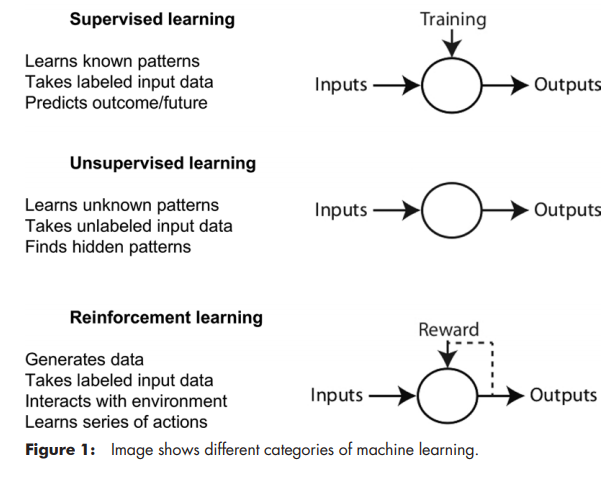 Supervised learning
Learns known patterns
Takes labeled input data
Predicts outcome/future
Training
Inputs
Outputs
Unsupervised learning
Learns unknown patterns
Takes unlabeled input data
Finds hidden patterns
Inputs
Outputs
Reinforcement learning
Generates data
Takes labeled input data
Interacts with environment
Learns series of actions
Reward
Inputs
Outputs
Figure 1: Image shows different categories of machine learning.